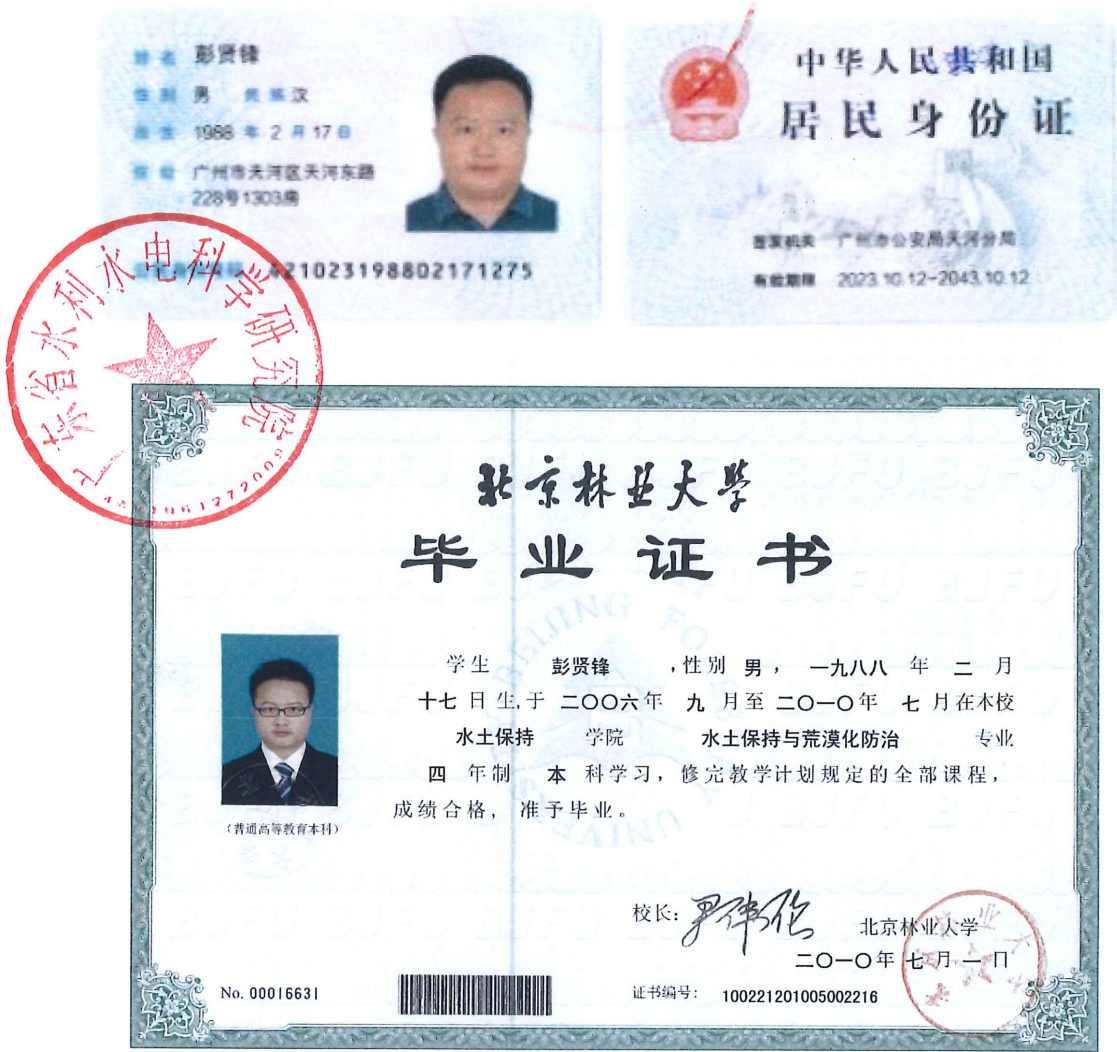 姓名 彭贤锋
性别 男 民族 汉
出生 1988 年 2 月 17 日
住址 广州市天河区天河东路
228号1303房
421023198802171275
中华人民共和国
居民身份证
签发机关 广州市公安局天河分局
有效期限 2023.10.12-2043.10.12
广东省水利水电科学研究院
北京林业大学
毕业证书
学生 彭贤锋 ，性别 男 ， 一九八八 年 二 月
十七 日 生,于 二〇〇六 年 九 月至 二〇一〇 年 七 月在本校
水土保持 学院 水土保持与荒漠化防治 专业
四 年制 本 科学习，修完教学计划规定的全部课程，
成绩合格，准予毕业。
（普通高等教育本科）
校长:
北京林业大学
二〇一〇 年 七 月 一 日
No. 00016631
证书编号： 100221201005002216